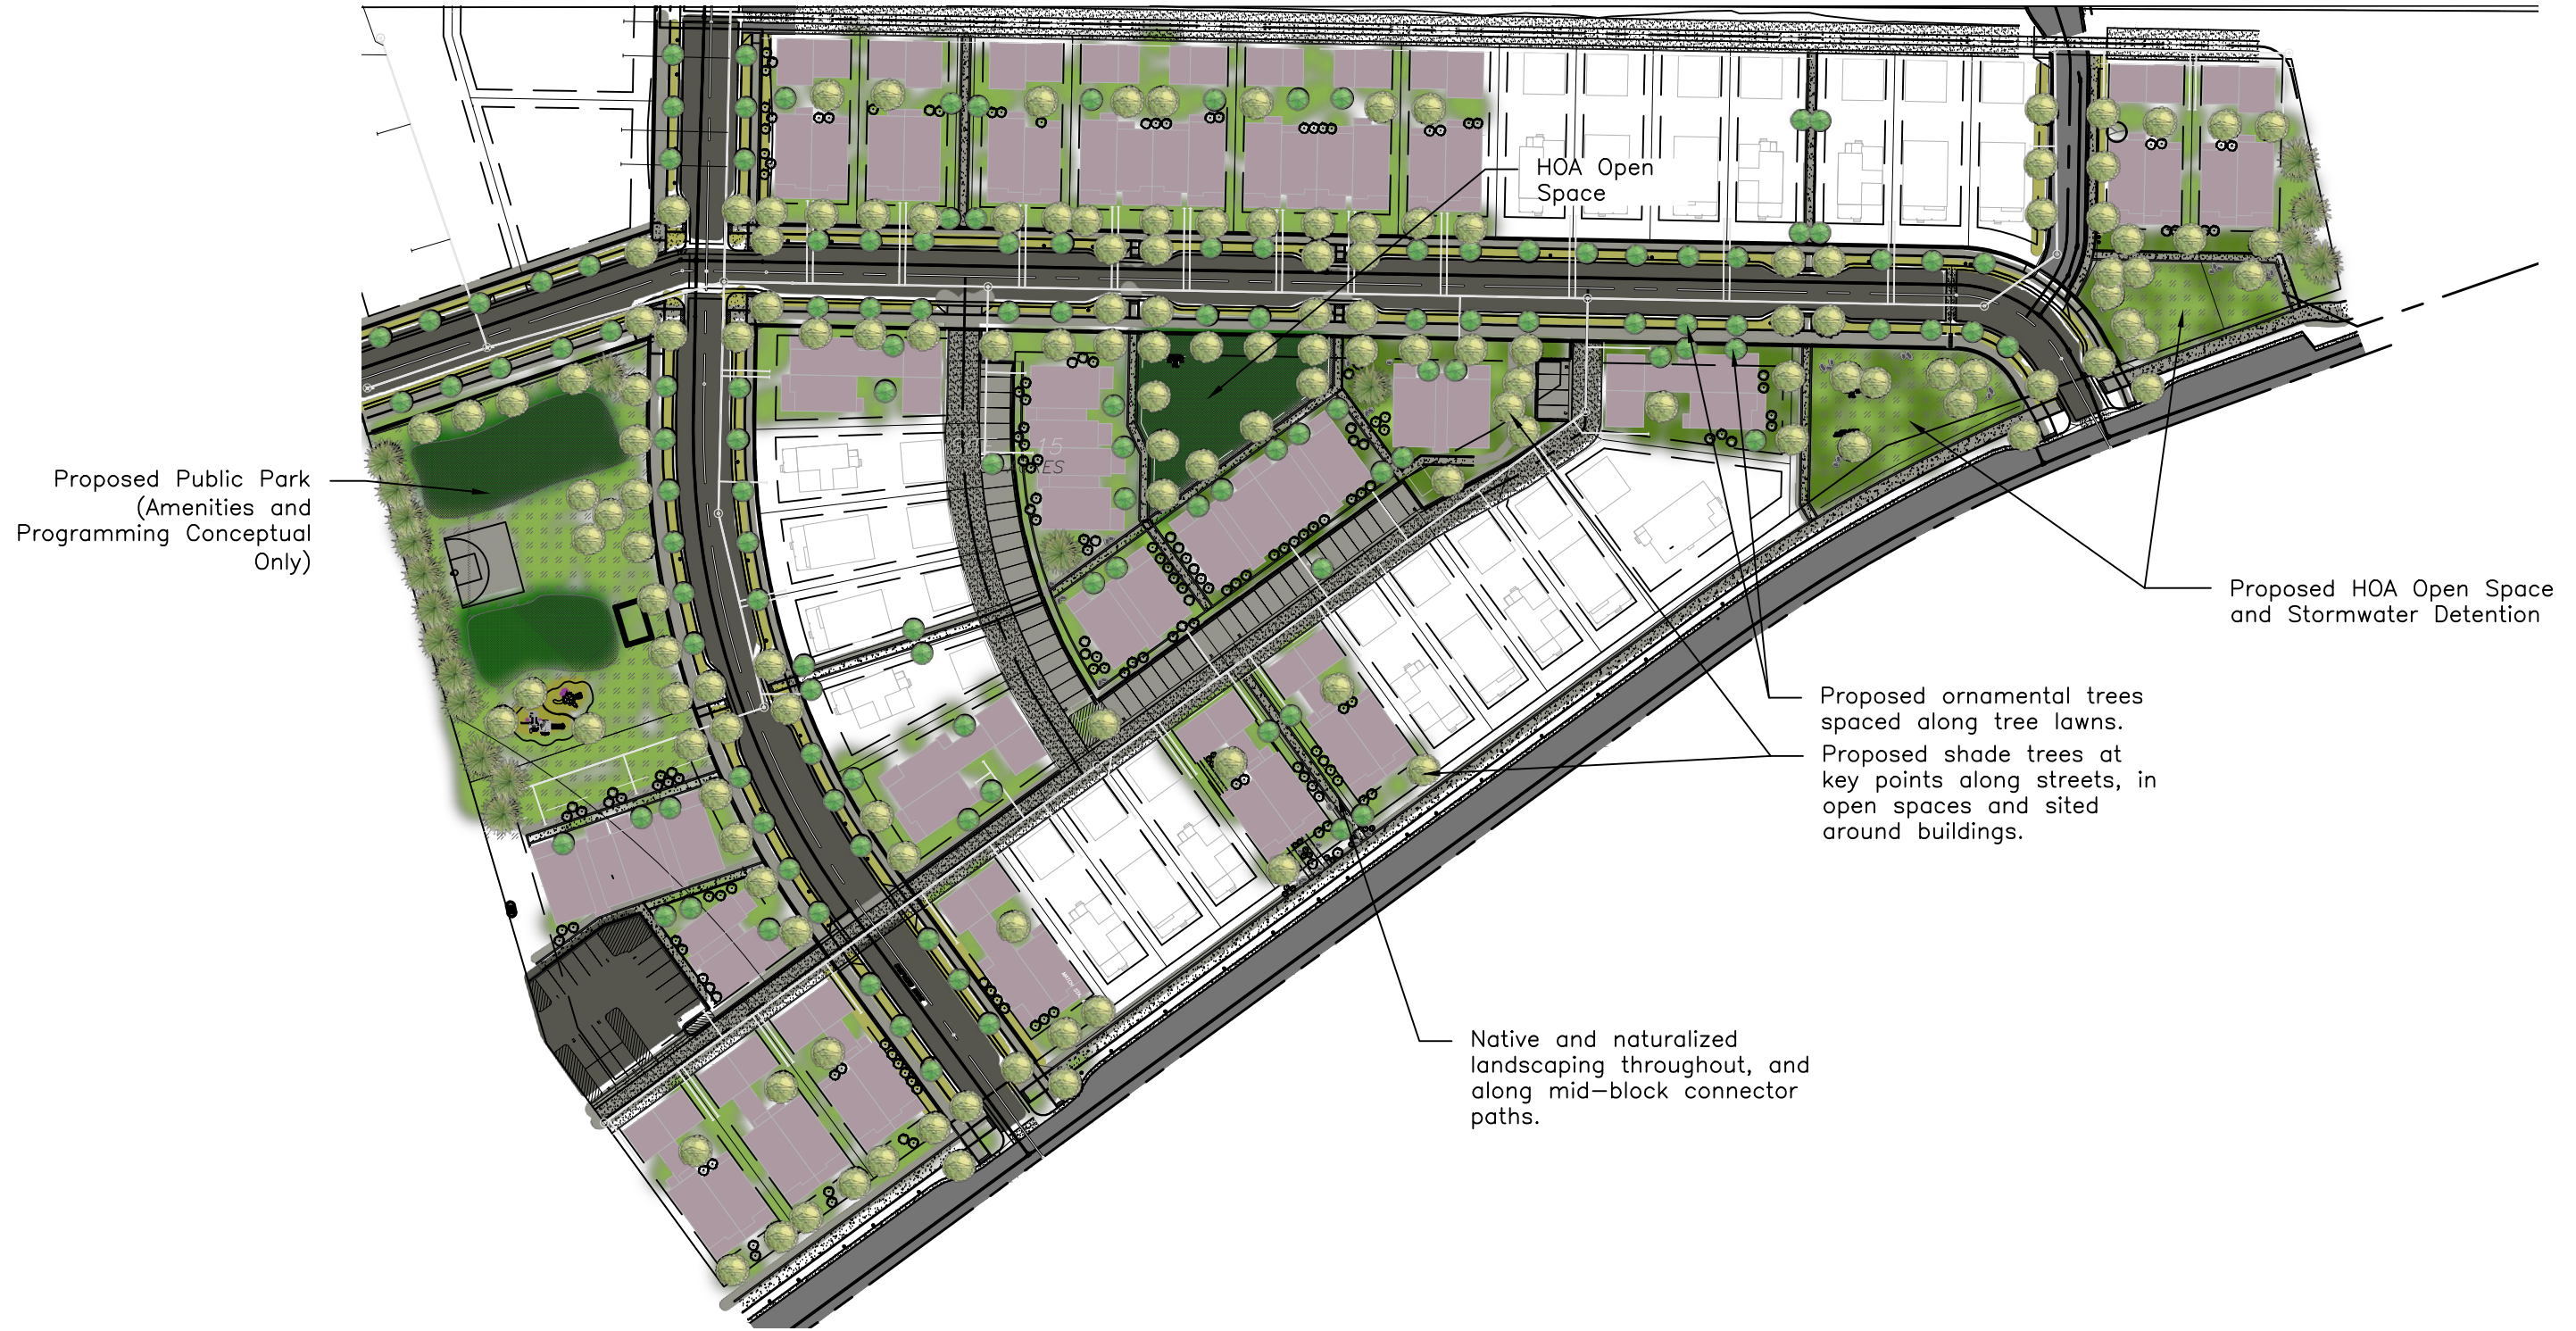 HOA Open
Space
Proposed Public Park
(Amenities and
Programming Conceptual
Only)
15
Proposed HOA Open Space
and Stormwater Detention
Proposed ornamental trees
spaced along tree lawns.
Proposed shade trees at
key points along streets, in
open spaces and sited
around buildings.
Native and naturalized
landscaping throughout, and
along mid-block connector
paths.